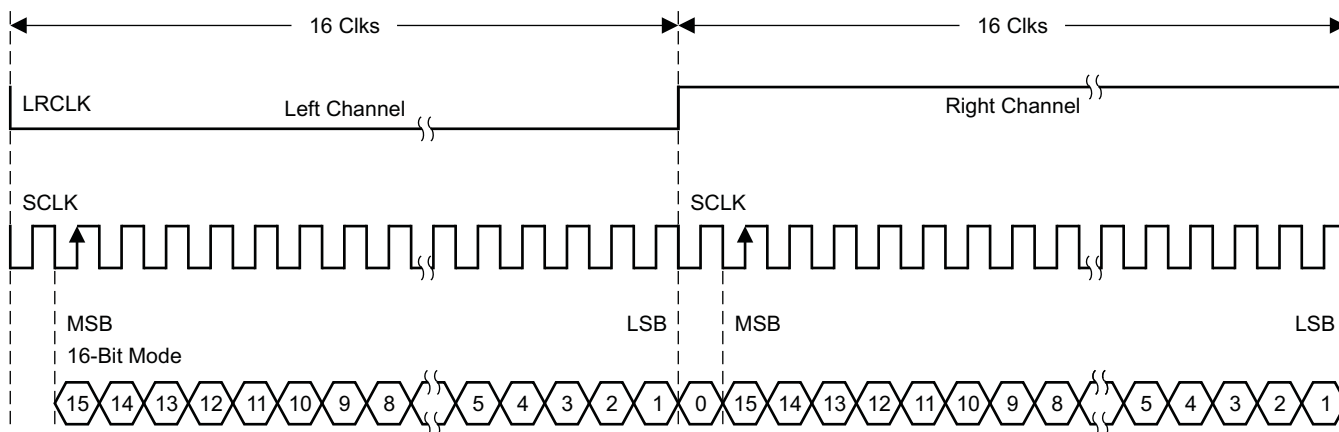 16 Clks 16 Clks
LRCLK Left Channel Right Channel
SCLK SCLK
MSB LSB MSB LSB
16-Bit Mode
15 14 13 12 11 10 9 8 5 4 3 2 1 0 15 14 13 12 11 10 9 8 5 4 3 2 1